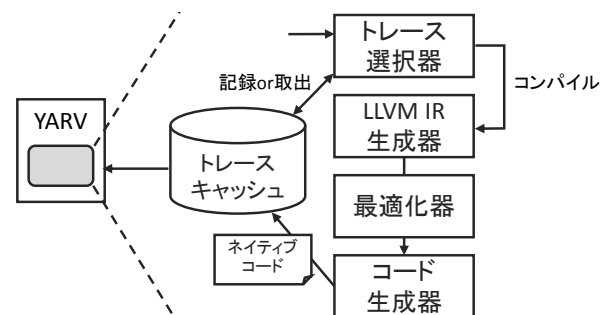 トレース
選択器
記録or取出
コンパイル
YARV
LLVM IR
生成器
トレース
キャッシュ
最適化器
ネイティブ
コード
コード
生成器